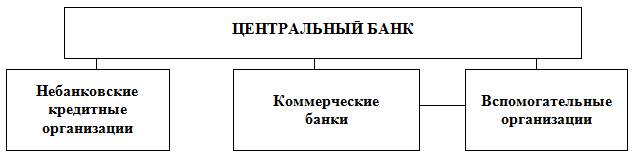 ЦЕНТРАЛЬНЫЙ БАНК
Небанковские
кредитные
организации
Коммерческие
банки
Вспомогательные
организации